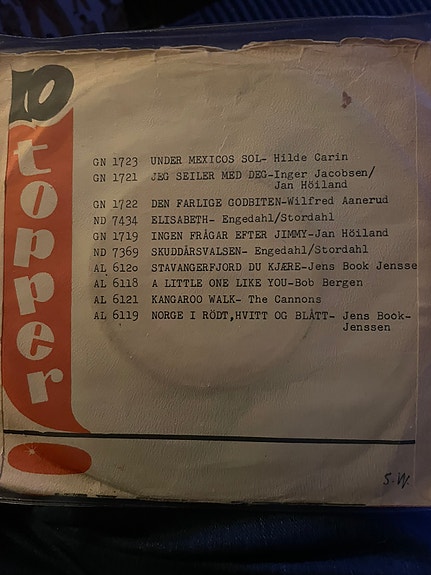 10 topper!
GN 1723 UNDER MEXICOS SOL- Hilde Carin
GN 1721 JEG SEILER MED DEG-Inger Jacobsen/
Jan Höiland
GN 1722 DEN FARLIGE GODBITEN-Wilfred Aanerud
ND 7434 ELISABETH- Engedahl/Stordahl
GN 1719 INGEN FRÅGAR EFTER JIMMY-Jan Höiland
ND 7369 SKUDDÅRSVALSEN- Engedahl/Stordahl
AL 612o STAVANGERFJORD DU KJÆRE-Jens Book Jensse
AL 6118 A LITTLE ONE LIKE YOU-Bob Bergen
AL 6121 KANGAROO WALK- The Cannons
AL 6119 NORGE I RÖDT,HVITT OG BLÅTT- Jens Book-
Jenssen